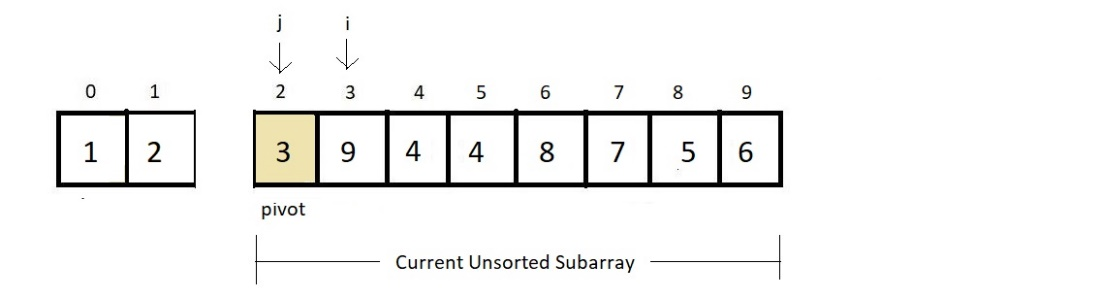 j i
0 1 2 3 4 5 6 7 8 9
1 2 3 9 4 4 8 7 5 6
pivot
Current Unsorted Subarray